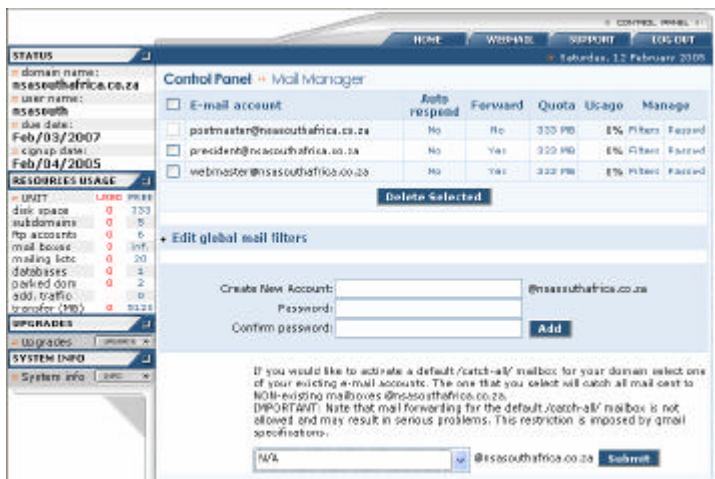 CONTROL PANEL
HOME WEBMAIL SUPPORT LOG OUT
Saturday, 12 February 2005
STATUS
domain name:
nsasouthafrica.co.za
user name:
nsasouth
due date:
Feb/03/2007
signup date:
Feb/04/2005
RESOURCES USAGE
UNIT USED FREE
disk space 0 333
subdomains 0 5
ftp accounts 0 6
mail boxes 0 inf.
mailing lists 0 20
databases 0 1
parked dom 0 2
add. traffic 0
transfer (MB) 0 5120
UPGRADES
Upgrades
SYSTEM INFO
System info INFO
Control Panel Mail Manager
E-mail account Auto respond Forward Quota Usage Manage
postmaster@nsasouthafrica.co.za No No 333 MB 0% Filters Passwd
president@nsasouthafrica.co.za No Yes 333 MB 0% Filters Passwd
webmaster@nsasouthafrica.co.za No Yes 333 MB 0% Filters Passwd
Delete Selected
Edit global mail filters
Create New Account: @nsasouthafrica.co.za
Password:
Confirm password: Add
If you would like to activate a default /catch-all/ mailbox for your domain select one
of your existing e-mail accounts. The one that you select will catch all mail sent to
NON-existing mailboxes @nsasouthafrica.co.za.
IMPORTANT! Note that mail forwarding for the default /catch-all/ mailbox is not
allowed and may result in serious problems. This restriction is imposed by qmail
specifications.
N/A @nsasouthafrica.co.za Submit